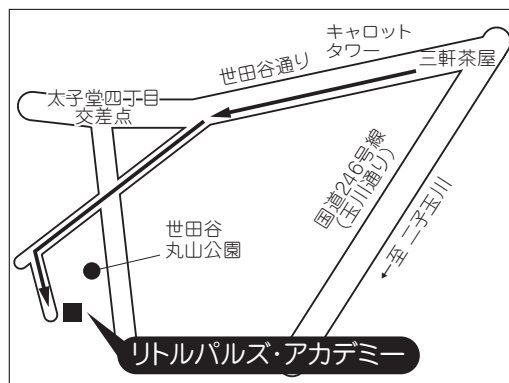 キャロット
タワー
三軒茶屋
世田谷通り
太子堂四丁目
交差点
国道246号線
(玉川通り)
←至 二子玉川
世田谷
丸山公園
リトルパルズ・アカデミー